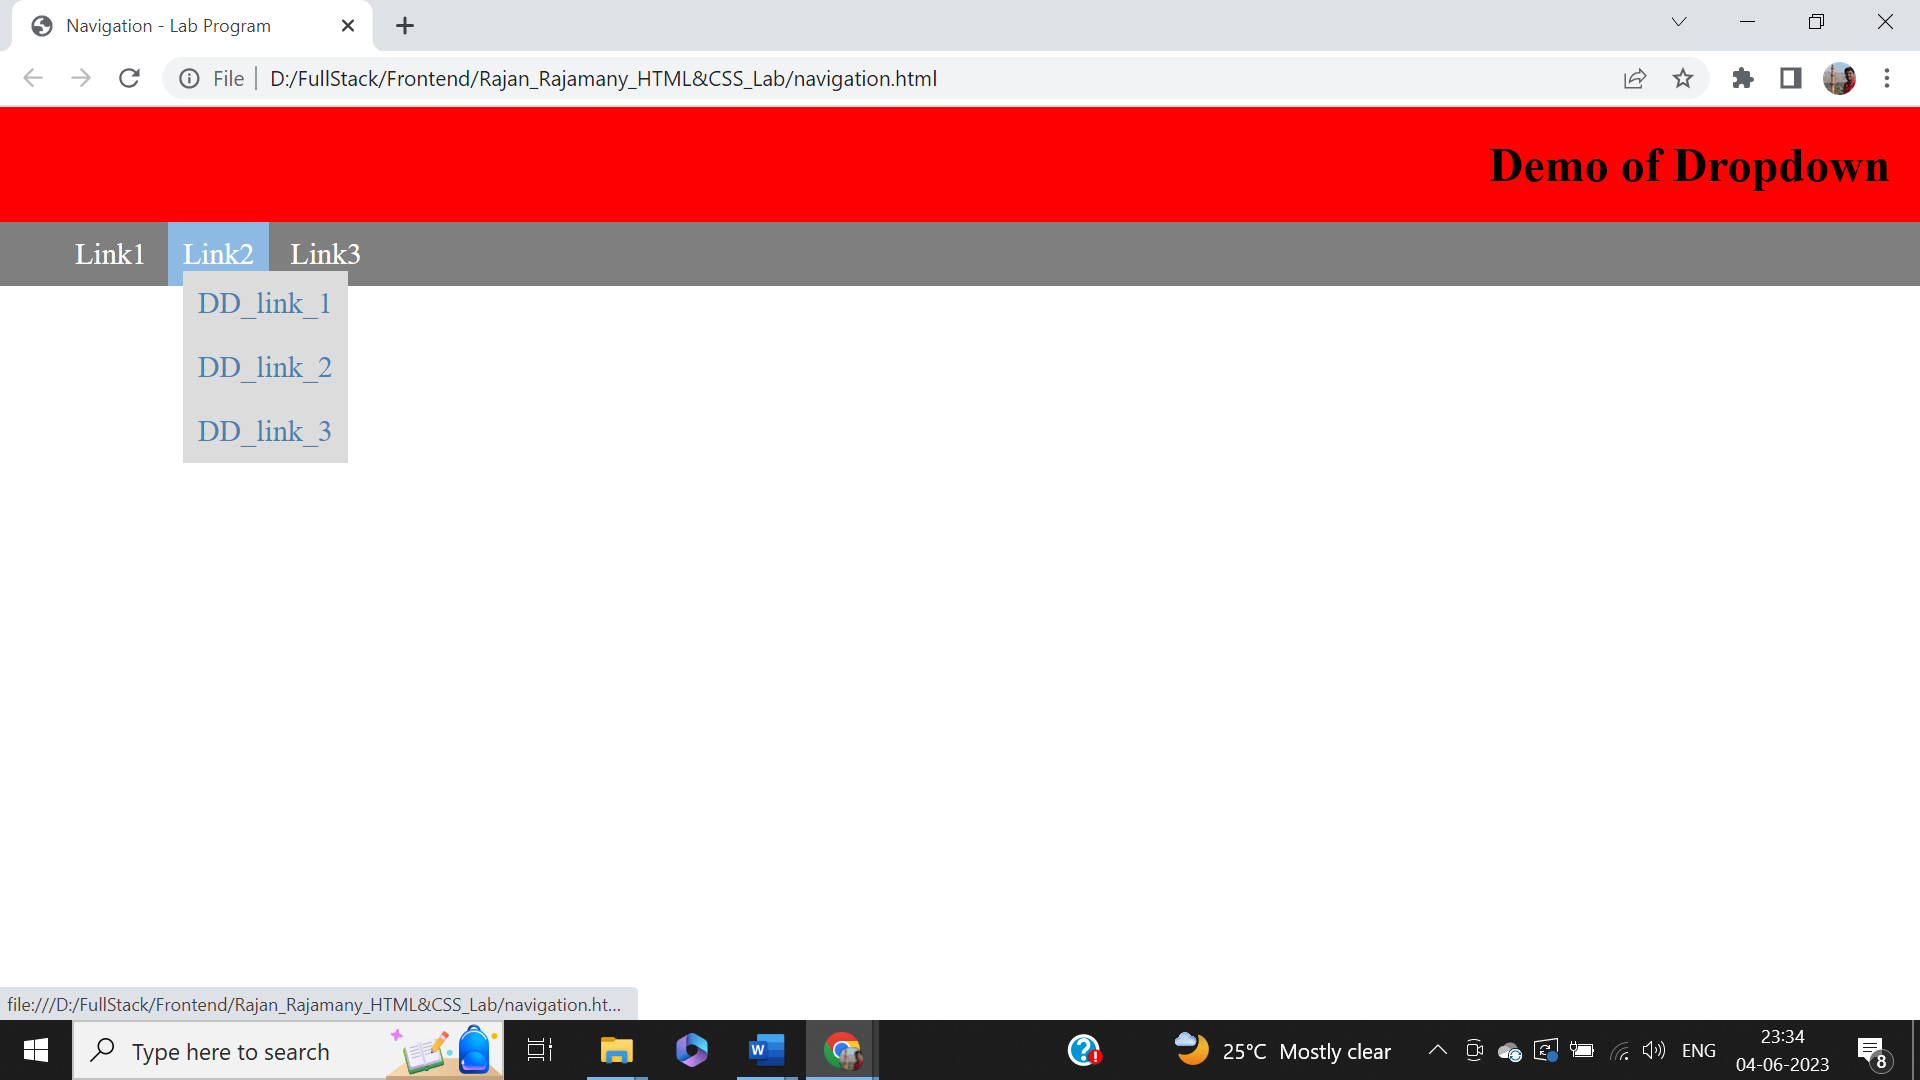 Navigation - Lab Program
File D:/FullStack/Frontend/Rajan_Rajamany_HTML&CSS_Lab/navigation.html
Demo of Dropdown
Link1 Link2 Link3
DD_link_1
DD_link_2
DD_link_3
file:///D:/FullStack/Frontend/Rajan_Rajamany_HTML&CSS_Lab/navigation.ht...
Type here to search
W
25°C Mostly clear
ENG
23:34
04-06-2023
8